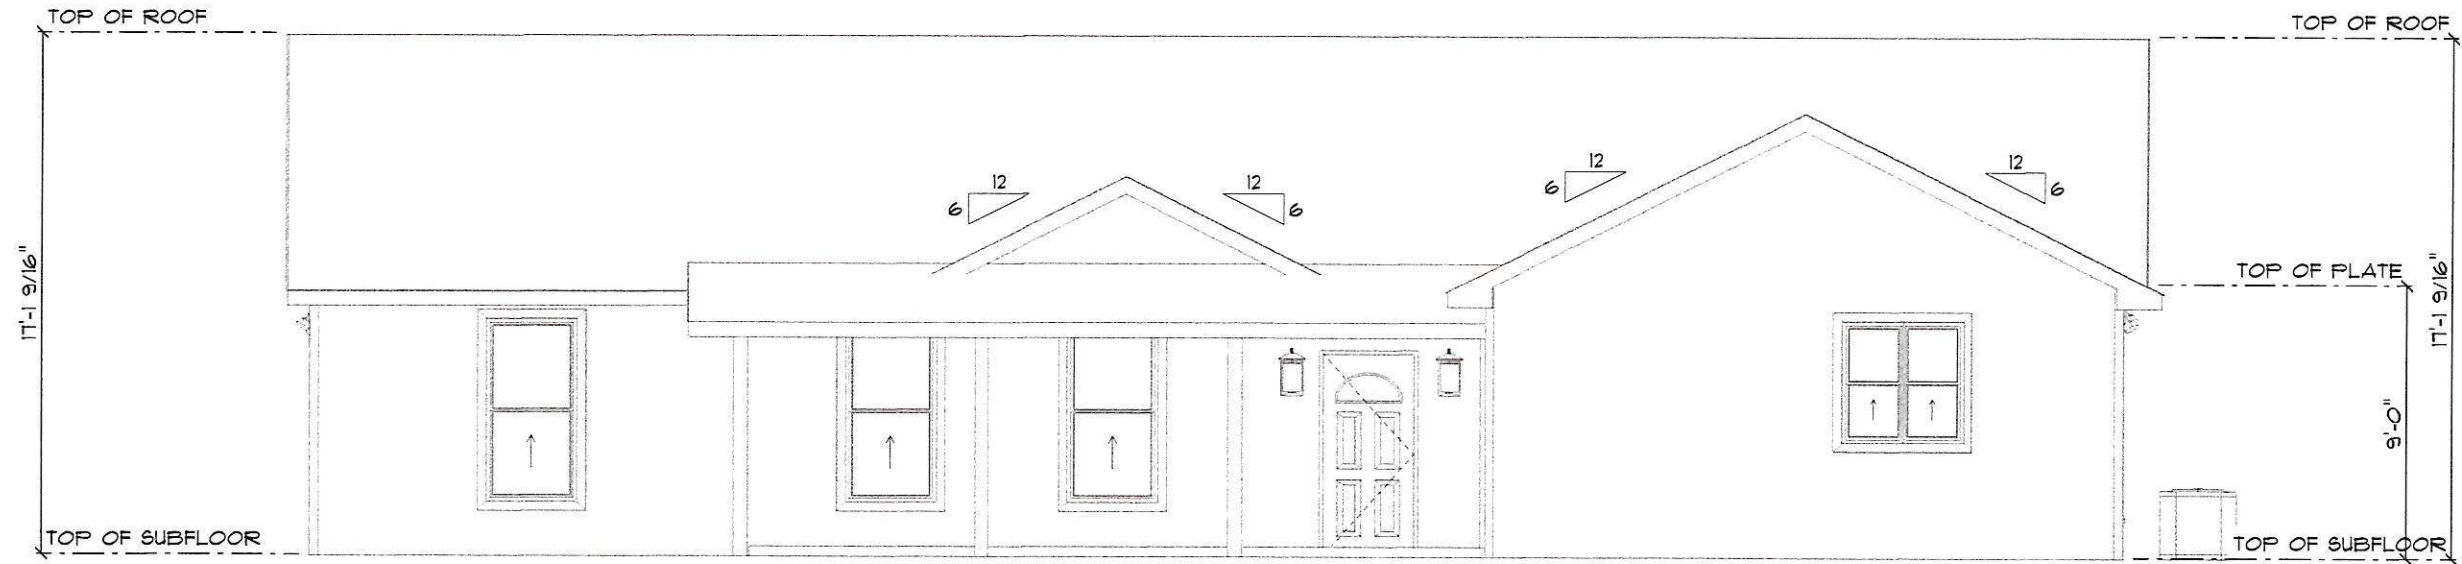 TOP OF ROOF
TOP OF ROOF
12
6
12
6
12
6
12
6
17'-1 9/16"
TOP OF PLATE
17'-1 9/16"
9'-0"
TOP OF SUBFLOOR
TOP OF SUBFLOOR